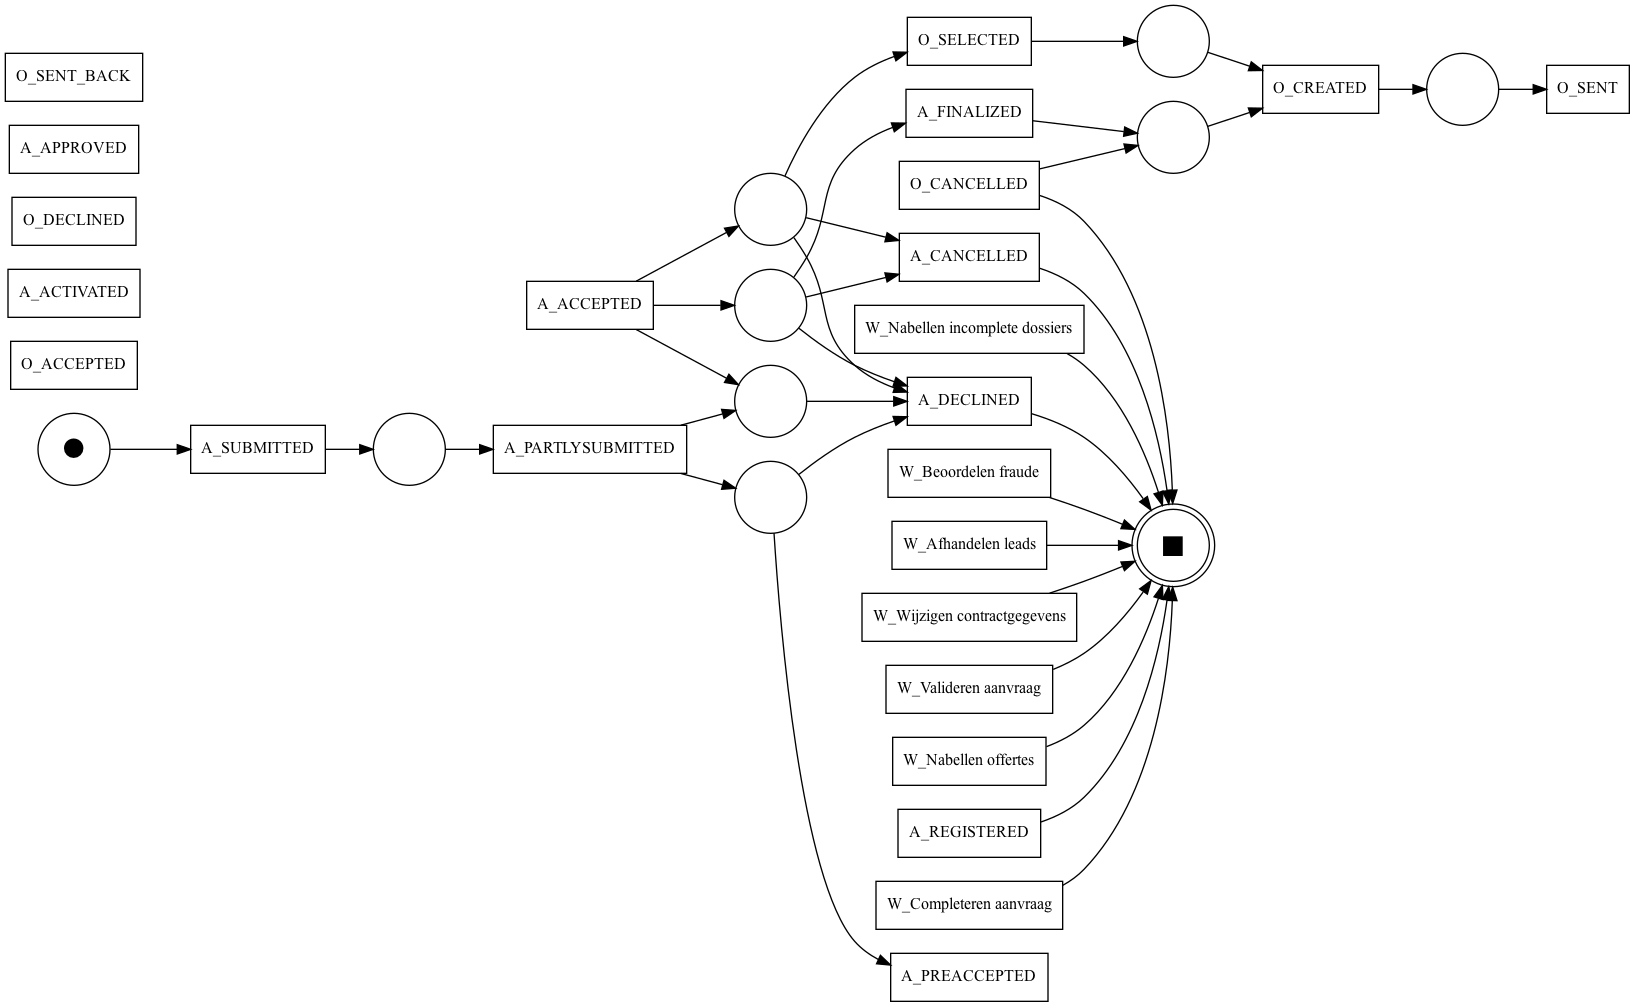 O_SENT_BACK
A_APPROVED
O_DECLINED
A_ACTIVATED
O_ACCEPTED
A_SUBMITTED
A_PARTLYSUBMITTED
A_ACCEPTED
O_SELECTED
A_FINALIZED
O_CANCELLED
A_CANCELLED
W_Nabellen incomplete dossiers
A_DECLINED
W_Beoordelen fraude
W_Afhandelen leads
W_Wijzigen contractgegevens
W_Valideren aanvraag
W_Nabellen offertes
A_REGISTERED
W_Completeren aanvraag
A_PREACCEPTED
O_CREATED
O_SENT